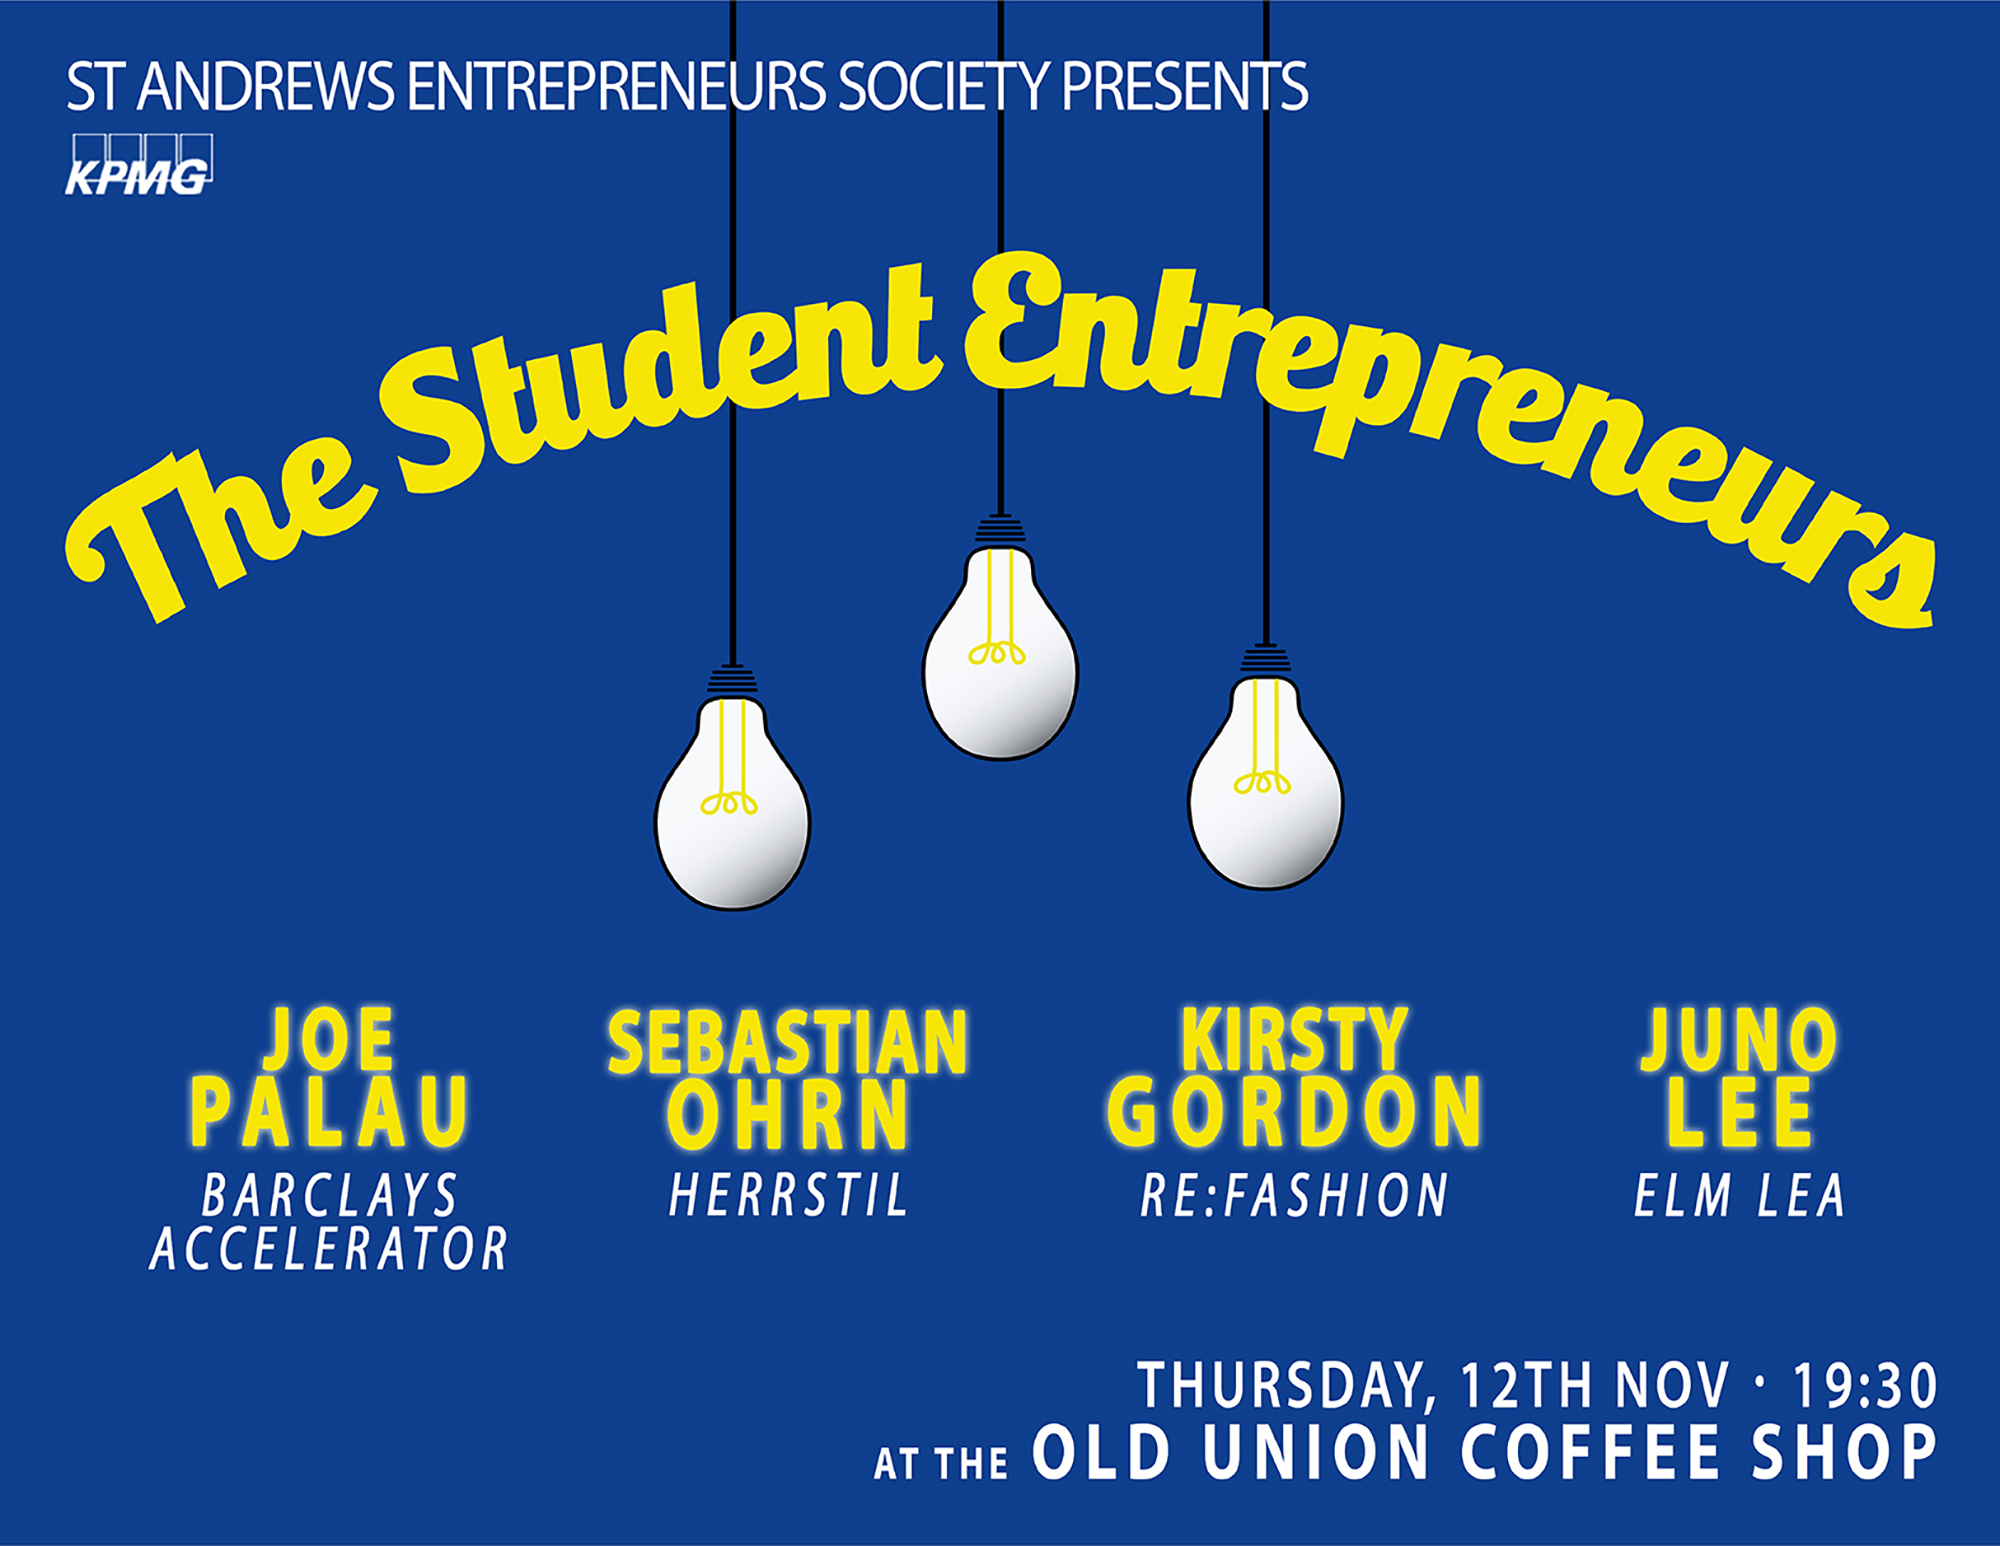 ST ANDREWS ENTREPRENEURS SOCIETY PRESENTS
KPMG
The Student Entrepreneurs
JOE
PALAU
BARCLAYS
ACCELERATOR
SEBASTIAN
OHRN
HERRSTIL
KIRSTY
GORDON
RE:FASHION
JUNO
LEE
ELM LEA
THURSDAY, 12TH NOV · 19:30
AT THE OLD UNION COFFEE SHOP